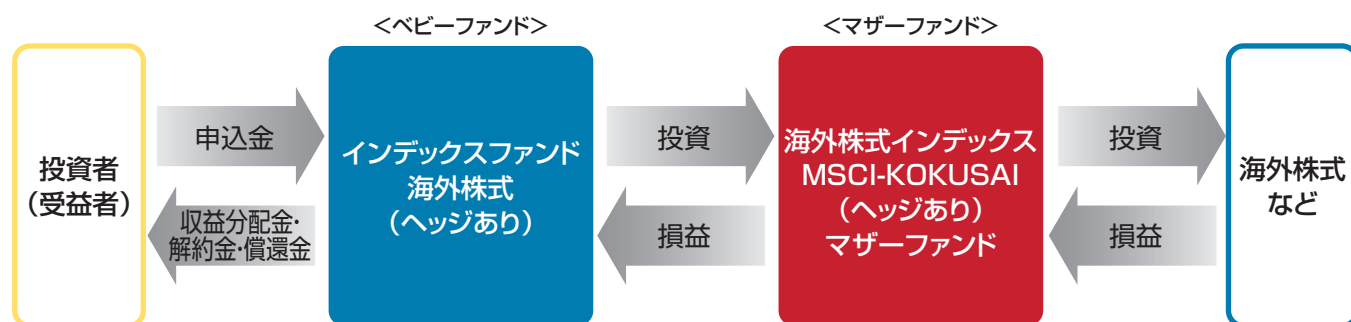 ＜ベビーファンド＞
＜マザーファンド＞
投資者
（受益者）
申込金
収益分配金・
解約金・償還金
インデックスファンド
海外株式
（ヘッジあり）
投資
損益
海外株式インデックス
MSCI-KOKUSAI
（ヘッジあり）
マザーファンド
投資
損益
海外株式
など